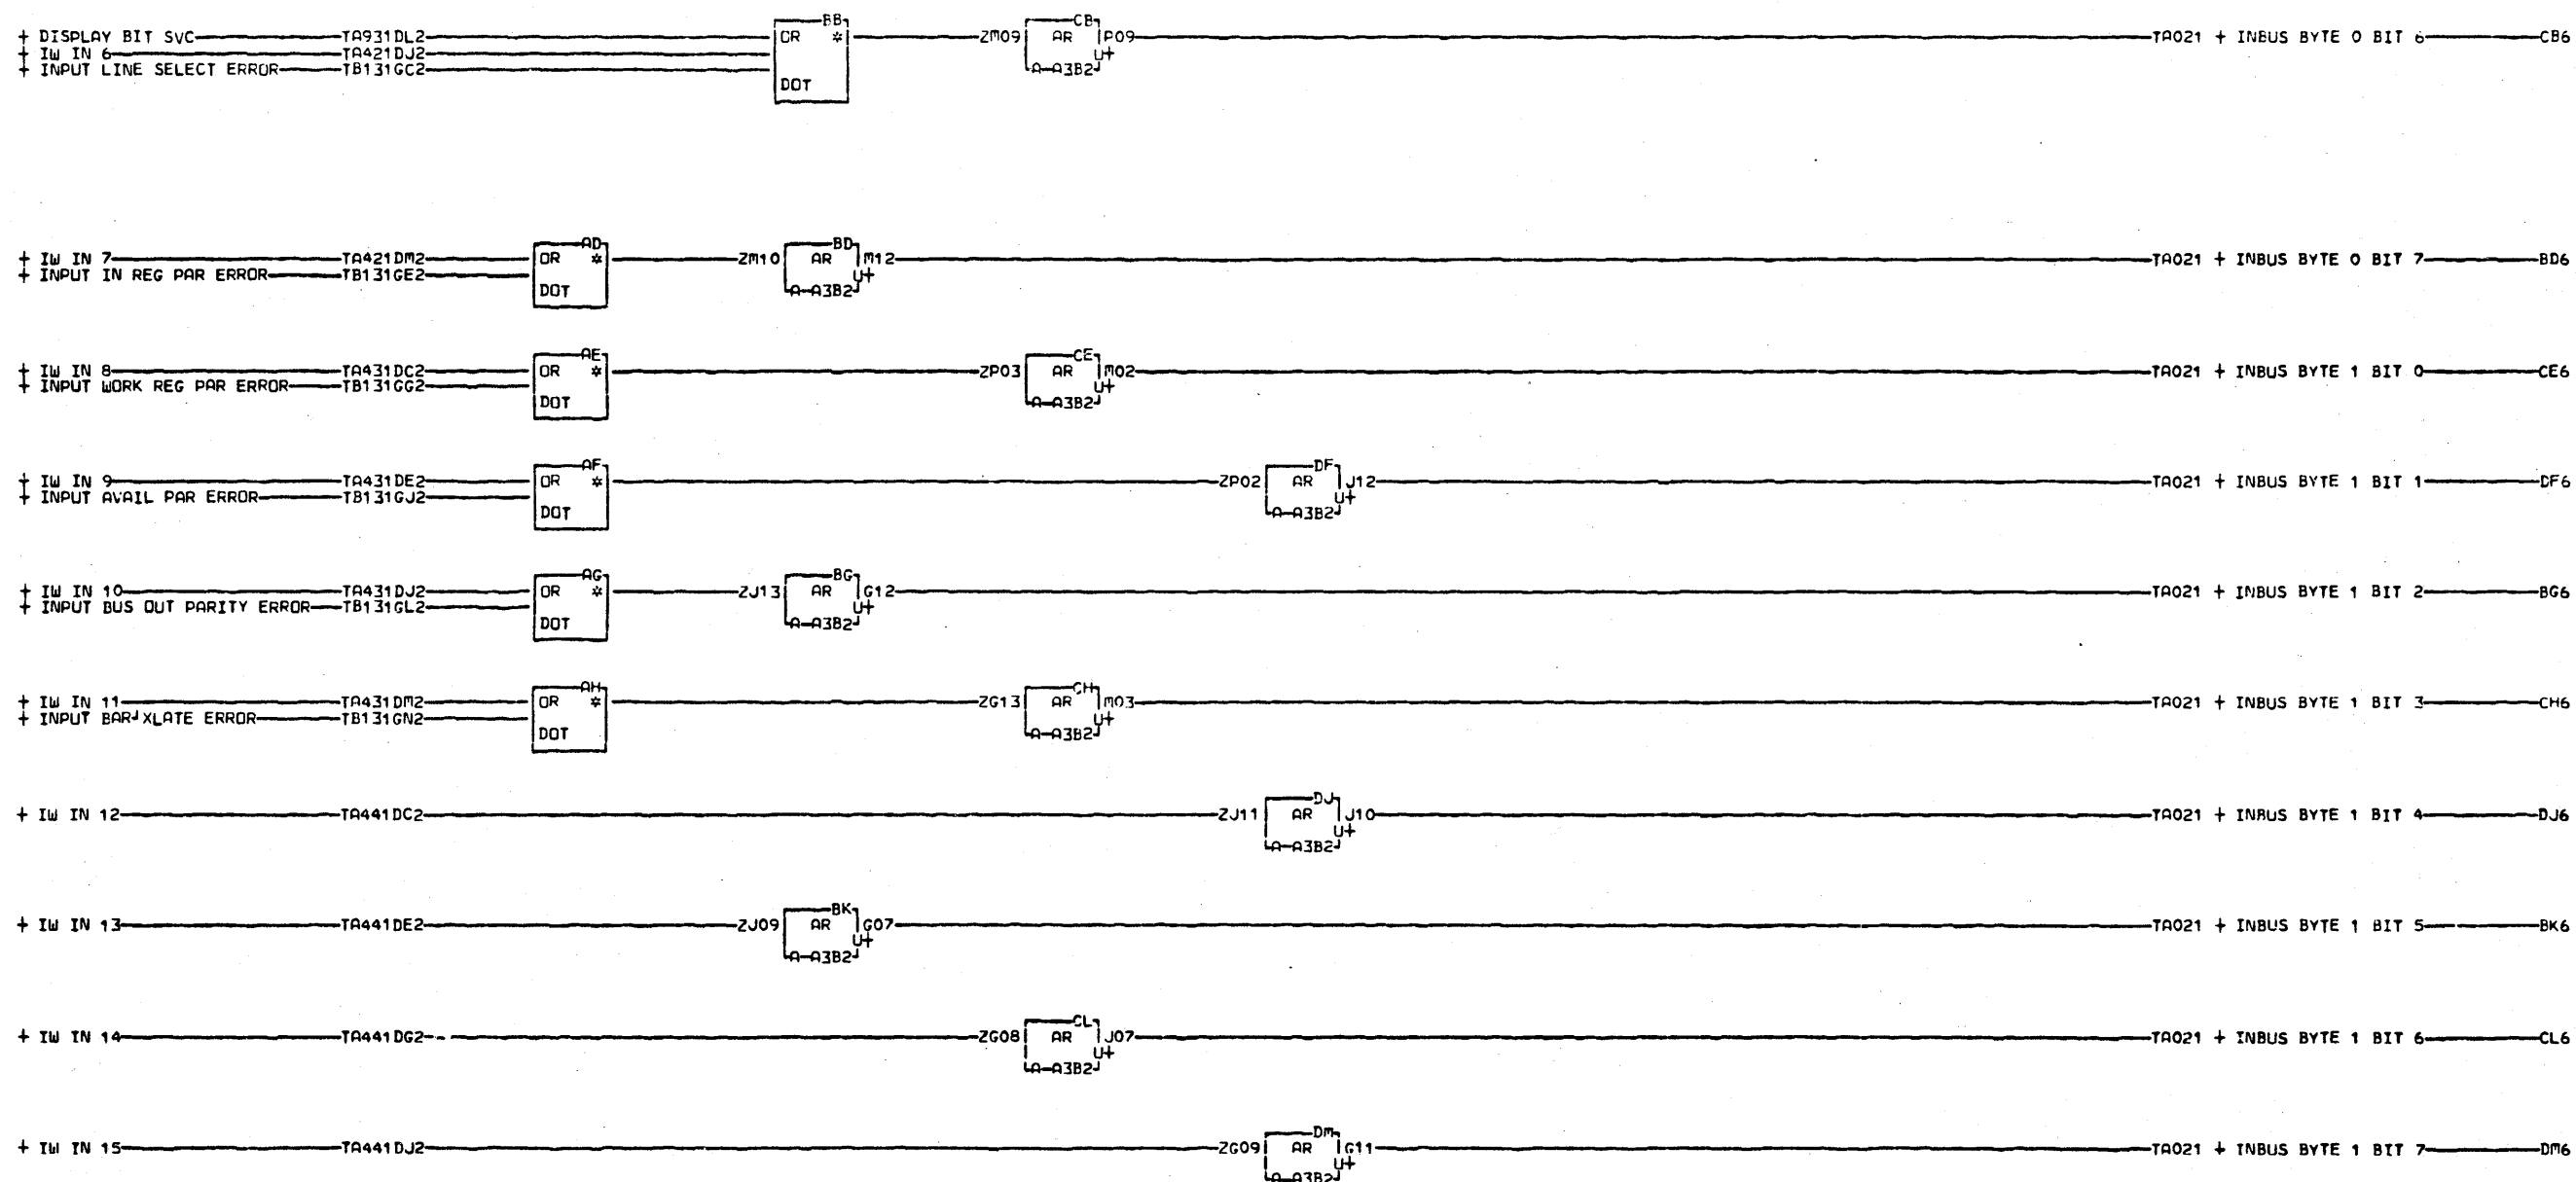 BB CB
+ DISPLAY BIT SVC TA931DL2 OR * ZM09 AR P09 TA021 + INBUS BYTE 0 BIT 6 CB6
+ IW IN 6 TA421DJ2 U+
+ INPUT LINE SELECT ERROR TB131GC2 A-A3B2
DOT
AD BD
+ IW IN 7 TA421DM2 OR * ZM10 AR M12 TA021 + INBUS BYTE 0 BIT 7 BD6
+ INPUT IN REG PAR ERROR TB131GE2 U+
DOT A-A3B2
AE CE
+ IW IN 8 TA431DC2 OR * ZP03 AR M02 TA021 + INBUS BYTE 1 BIT 0 CE6
+ INPUT WORK REG PAR ERROR TB131GG2 U+
DOT A-A3B2
AF DF
+ IW IN 9 TA431DE2 OR * ZP02 AR J12 TA021 + INBUS BYTE 1 BIT 1 DF6
+ INPUT AVAIL PAR ERROR TB131GJ2 U+
DOT A-A3B2
AG BG
+ IW IN 10 TA431DJ2 OR * ZJ13 AR G12 TA021 + INBUS BYTE 1 BIT 2 BG6
+ INPUT BUS OUT PARITY ERROR TB131GL2 U+
DOT A-A3B2
AH CH
+ IW IN 11 TA431DM2 OR * ZG13 AR M03 TA021 + INBUS BYTE 1 BIT 3 CH6
+ INPUT BAR XLATE ERROR TB131GN2 U+
DOT A-A3B2
DJ
+ IW IN 12 TA441DC2 ZJ11 AR J10 TA021 + INBUS BYTE 1 BIT 4 DJ6
U+
A-A3B2
BK
+ IW IN 13 TA441DE2 ZJ09 AR G07 TA021 + INBUS BYTE 1 BIT 5 BK6
U+
A-A3B2
CL
+ IW IN 14 TA441DG2 ZG08 AR J07 TA021 + INBUS BYTE 1 BIT 6 CL6
U+
A-A3B2
DM
+ IW IN 15 TA441DJ2 ZG09 AR G11 TA021 + INBUS BYTE 1 BIT 7 DM6
U+
A-A3B2